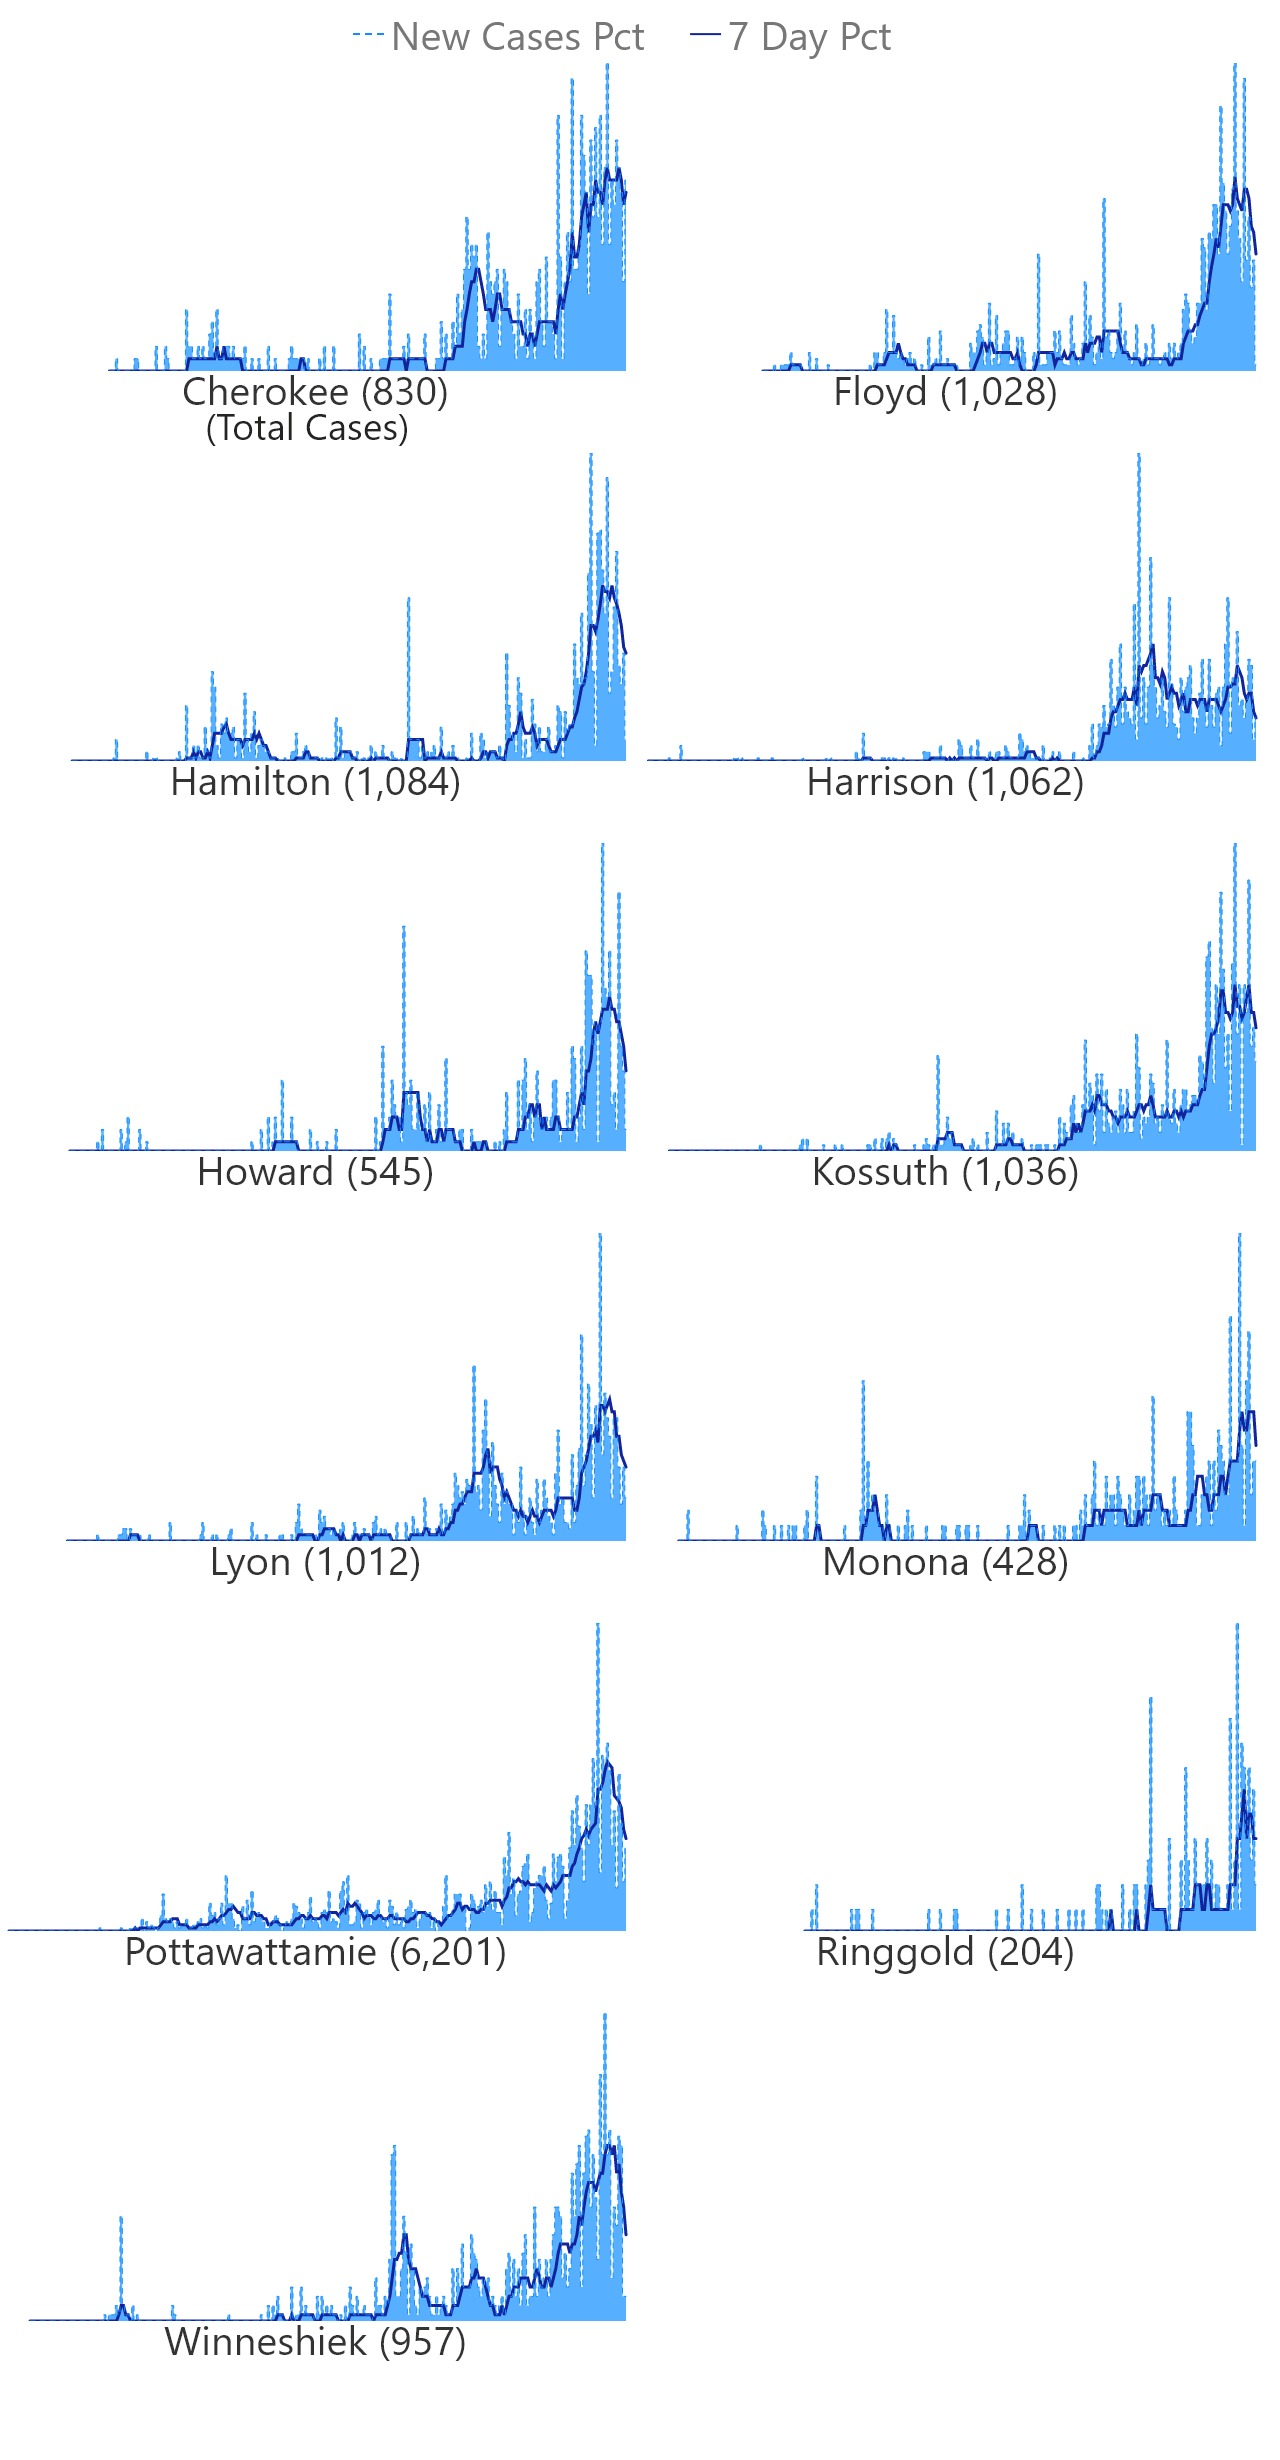 New Cases Pct 7 Day Pct
Cherokee (830) Floyd (1,028)
(Total Cases)
Hamilton (1,084) Harrison (1,062)
Howard (545) Kossuth (1,036)
Lyon (1,012) Monona (428)
Pottawattamie (6,201) Ringgold (204)
Winneshiek (957)